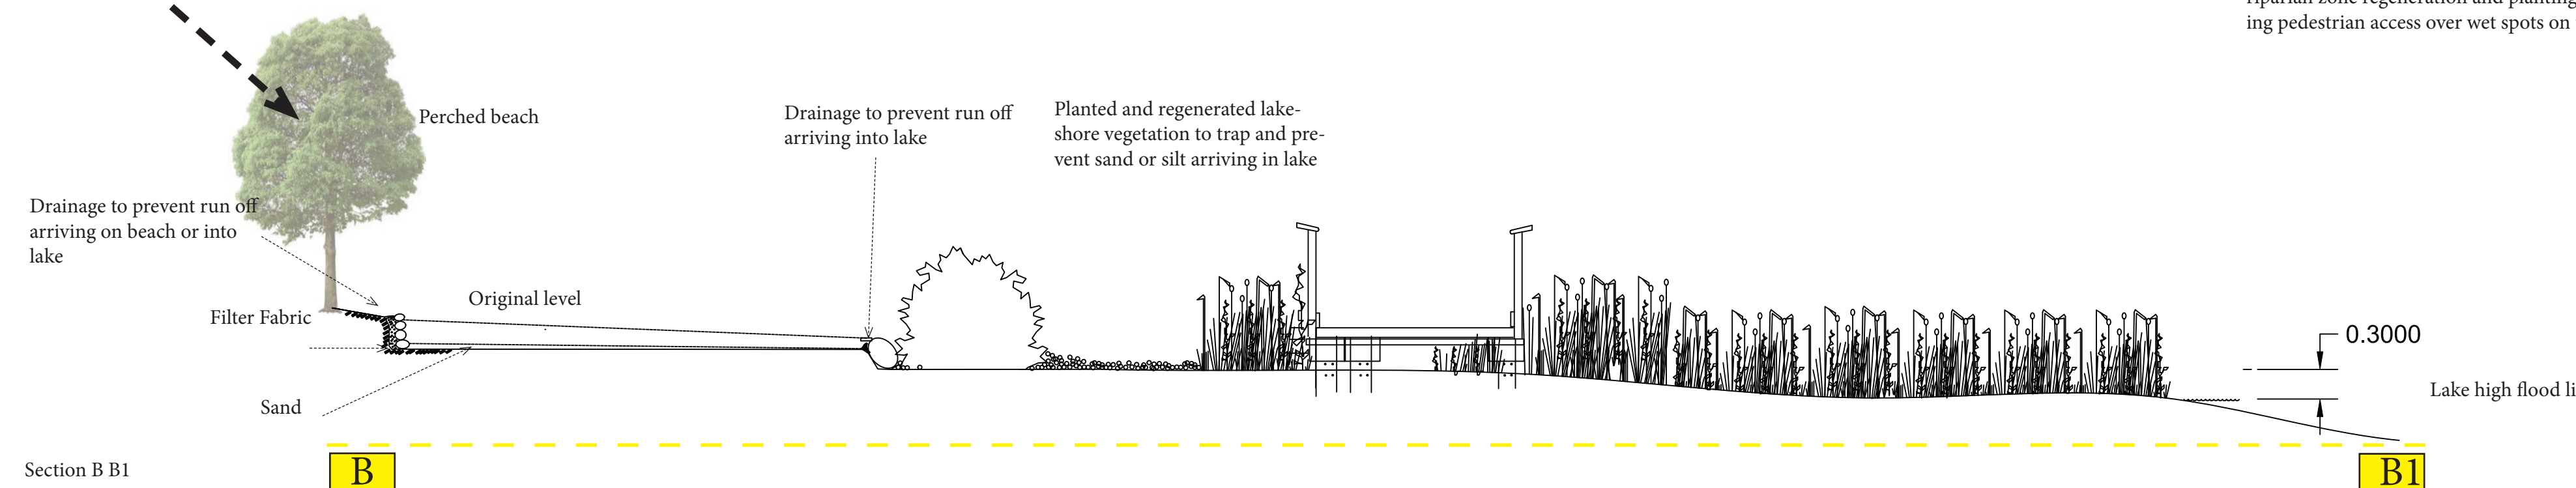 ing pedestrian access over wet spots on
Perched beach
Drainage to prevent run off
arriving into lake
Planted and regenerated lake-
shore vegetation to trap and pre-
vent sand or silt arriving in lake
Drainage to prevent run off
arriving on beach or into
lake
Original level
Filter Fabric
0.3000
Lake high flood li
Sand
Section B B1
B
B1